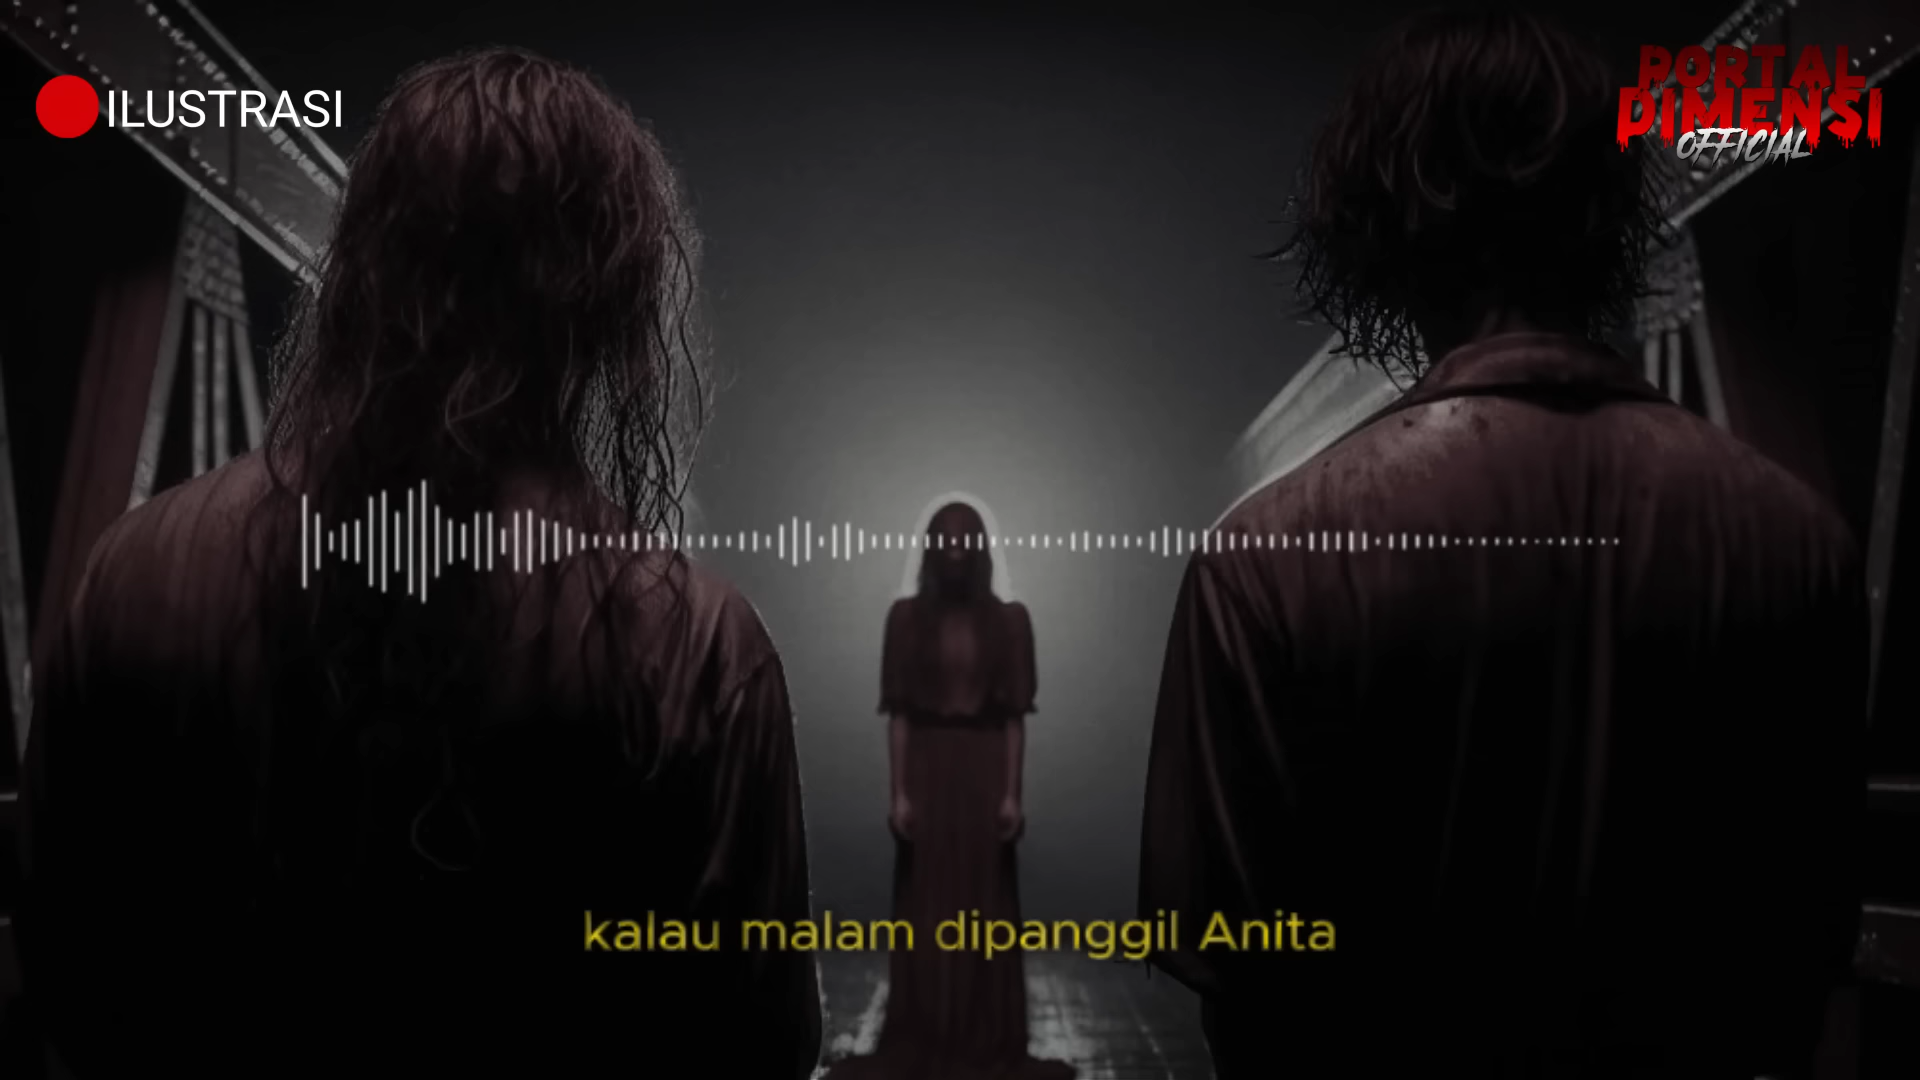 ILUSTRASI
PORTAL
DIMENSI
OFFICIAL
kalau malam dipanggil Anita